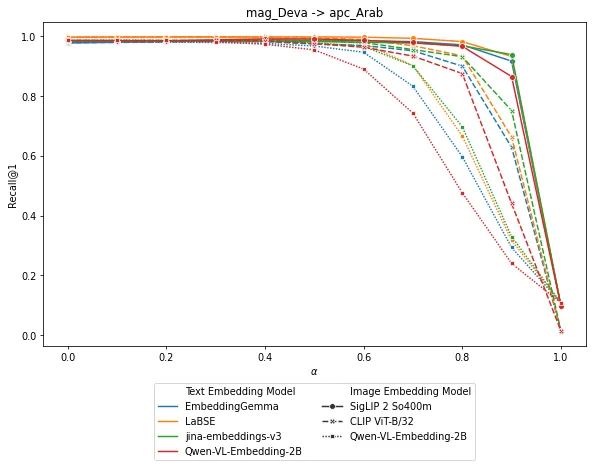 mag_Deva -> apc_Arab
Recall@1
1.0
0.8
0.6
0.4
0.2
0.0
0.0 0.2 0.4 0.6 0.8 1.0
α
Text Embedding Model
EmbeddingGemma
LaBSE
jina-embeddings-v3
Qwen-VL-Embedding-2B
Image Embedding Model
SigLIP 2 So400m
CLIP ViT-B/32
Qwen-VL-Embedding-2B